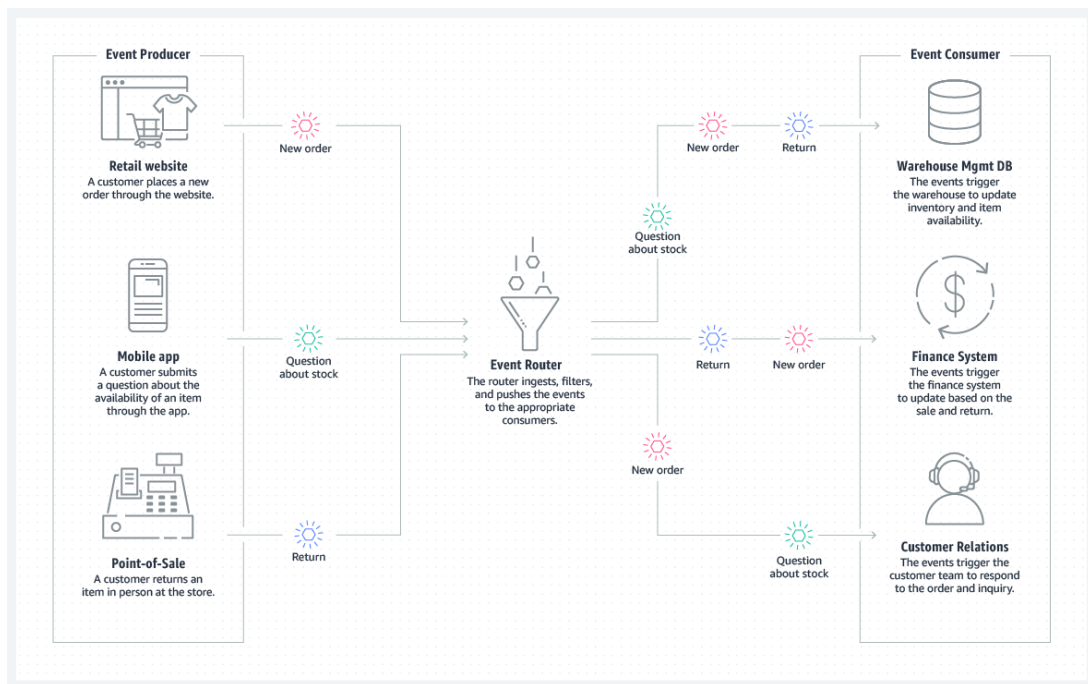 Event Producer
Retail website
A customer places a new
order through the website.
Mobile app
A customer submits
a question about the
availability of an item
through the app.
Point-of-Sale
A customer returns an
item in person at the store.
New order
Question
about stock
Return
Event Router
The router ingests, filters,
and pushes the events
to the appropriate
consumers.
New order
Return
Question
about stock
Return
New order
New order
Question
about stock
Event Consumer
Warehouse Mgmt DB
The events trigger
the warehouse to update
inventory and item
availability.
Finance System
The events trigger
the finance system
to update based on the
sale and return.
Customer Relations
The events trigger the
customer team to respond
to the order and inquiry.